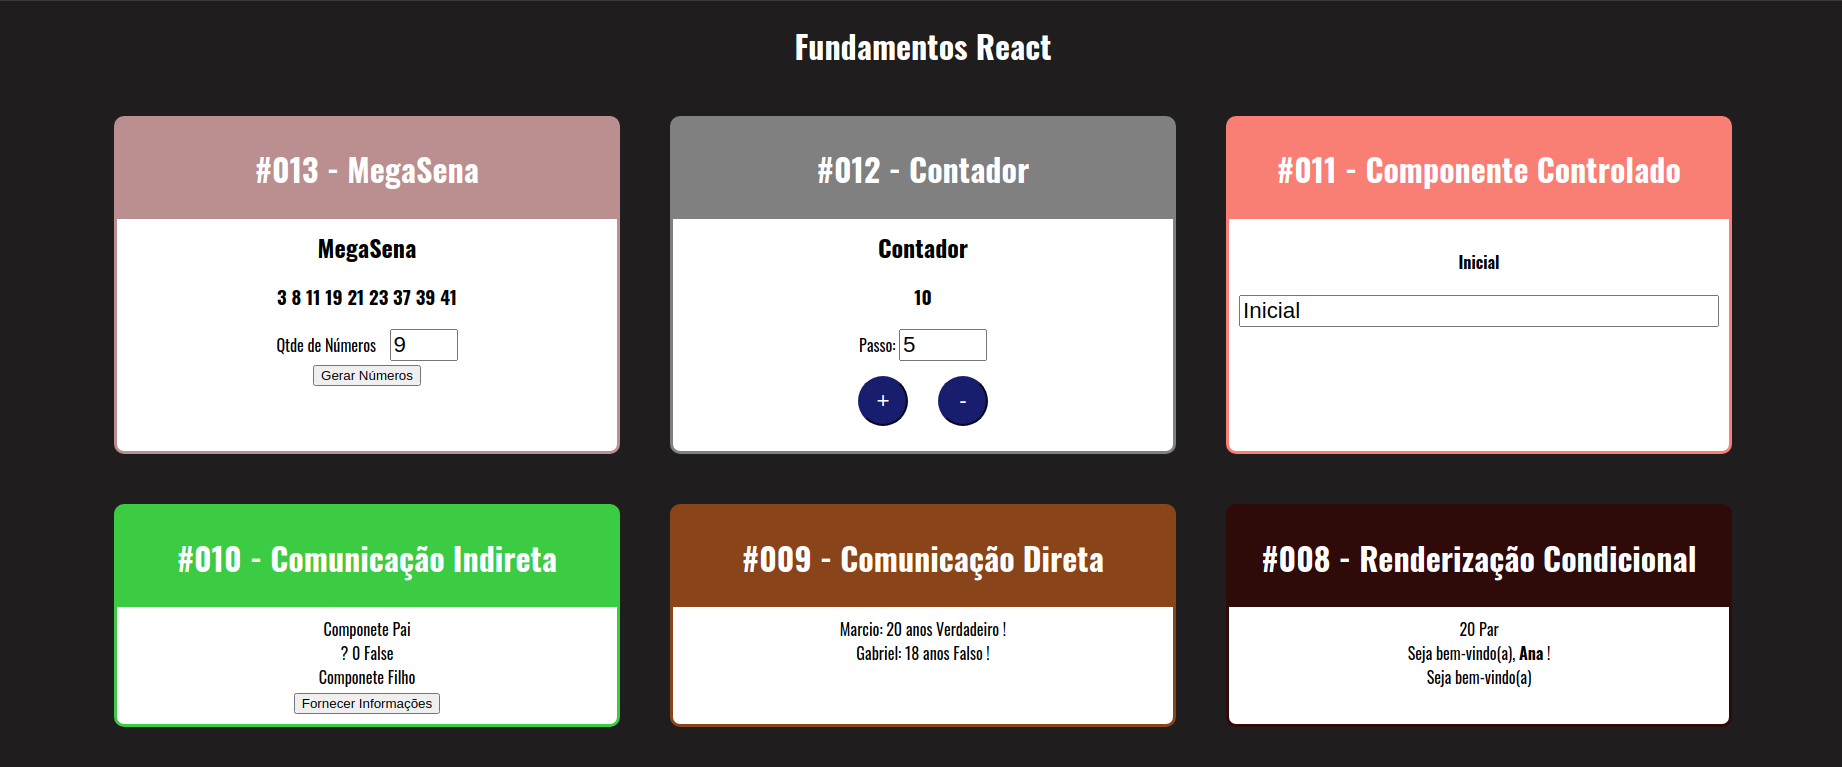 Fundamentos React
#013 - MegaSena
MegaSena
3 8 11 19 21 23 37 39 41
Qtde de Números 9
Gerar Números
#012 - Contador
Contador
10
Passo: 5
+ -
#011 - Componente Controlado
Inicial
Inicial
#010 - Comunicação Indireta
Componete Pai
? 0 False
Componete Filho
Fornecer Informações
#009 - Comunicação Direta
Marcio: 20 anos Verdadeiro !
Gabriel: 18 anos Falso !
#008 - Renderização Condicional
20 Par
Seja bem-vindo(a), Ana !
Seja bem-vindo(a)